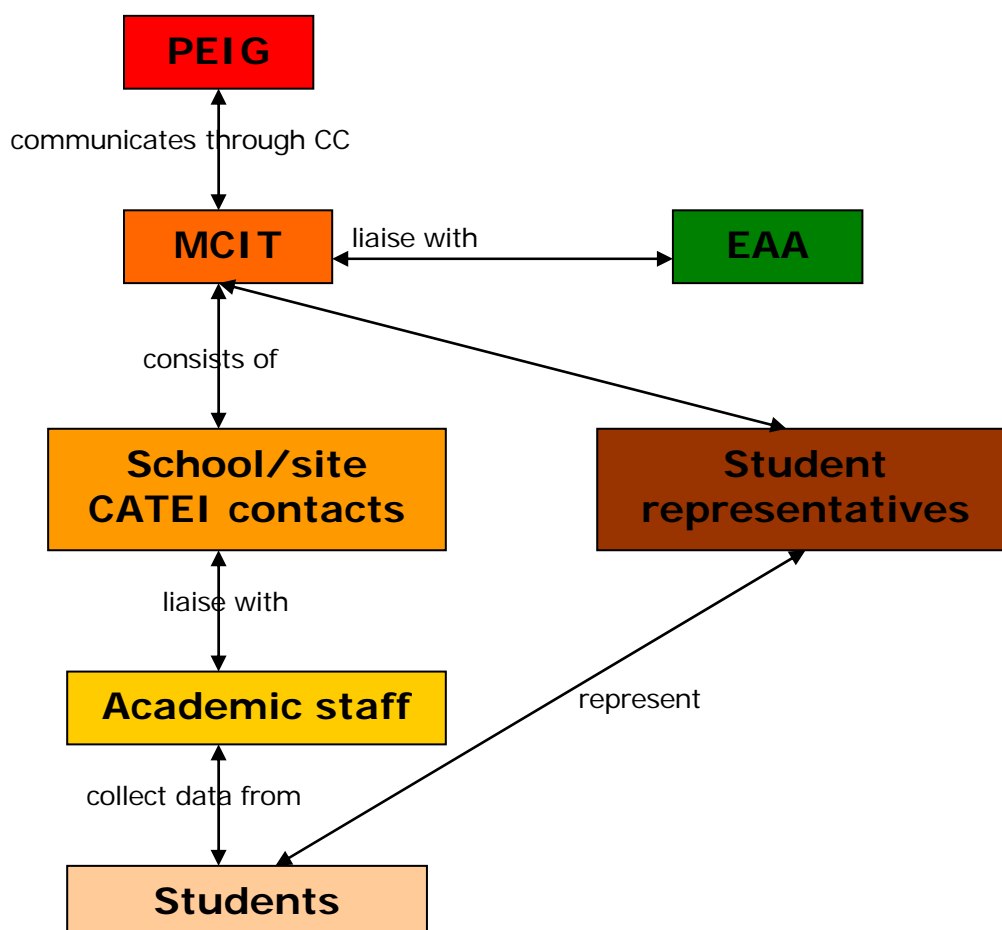 PEIG
communicates through CC
MCIT
liaise with
EAA
consists of
School/site
CATEI contacts
Student
representatives
liaise with
Academic staff
represent
collect data from
Students